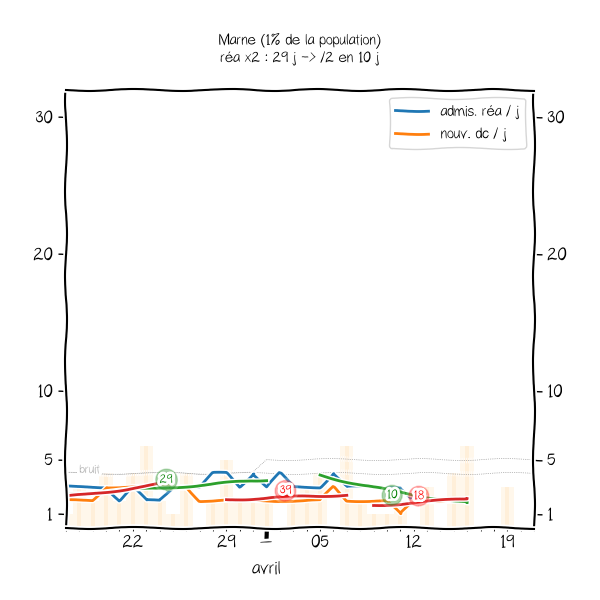 Marne (1% de la population)
réa x2 : 29 j -> /2 en 10 j
admis. réa / j
nouv. dc / j
30 30
20 20
10 10
5 5
bruit
29
39
10 18
1 1
22 29 05 12 19
avril